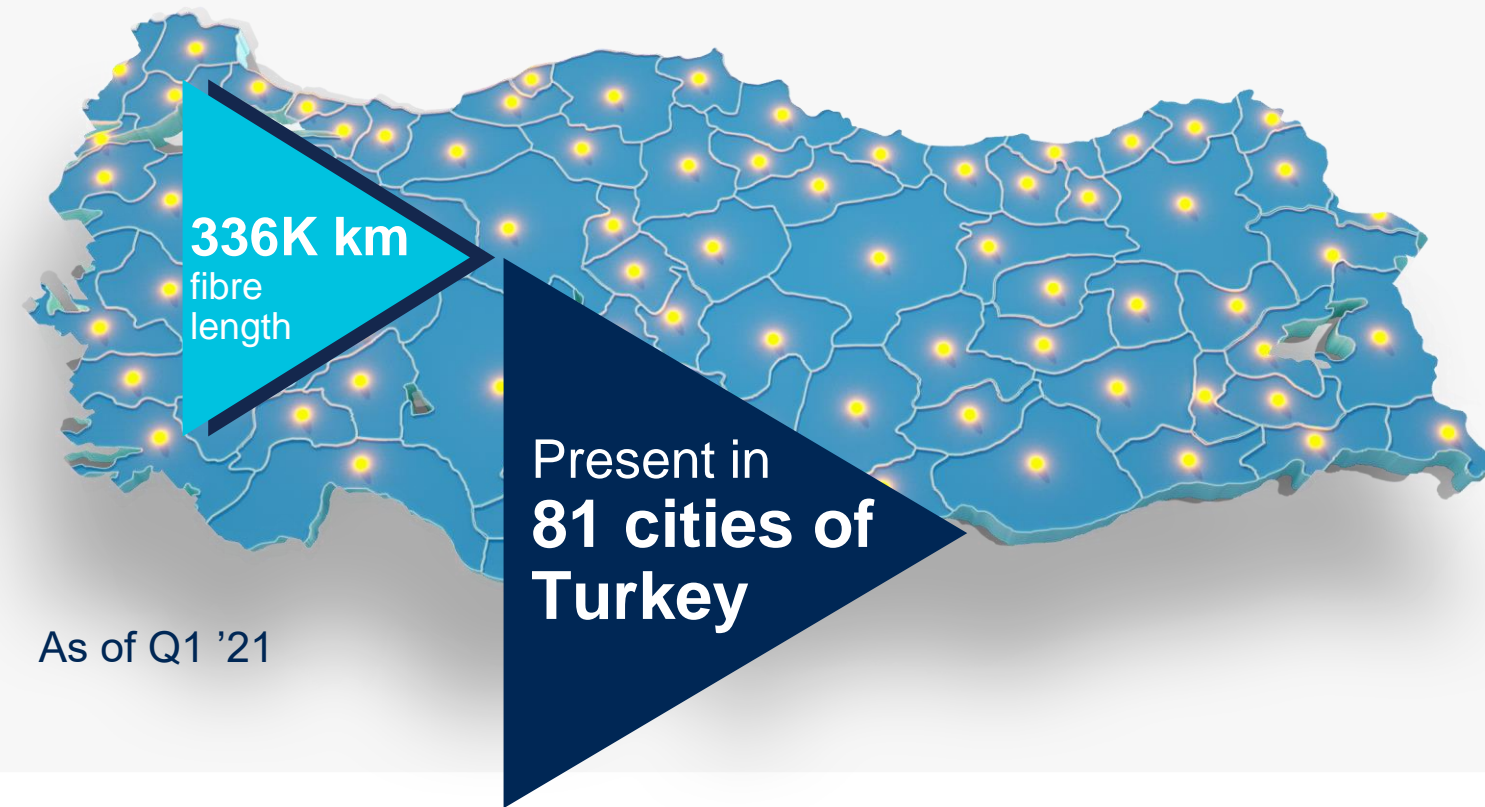 336K km
fibre
length
Present in
81 cities of
Turkey
As of Q1 ’21